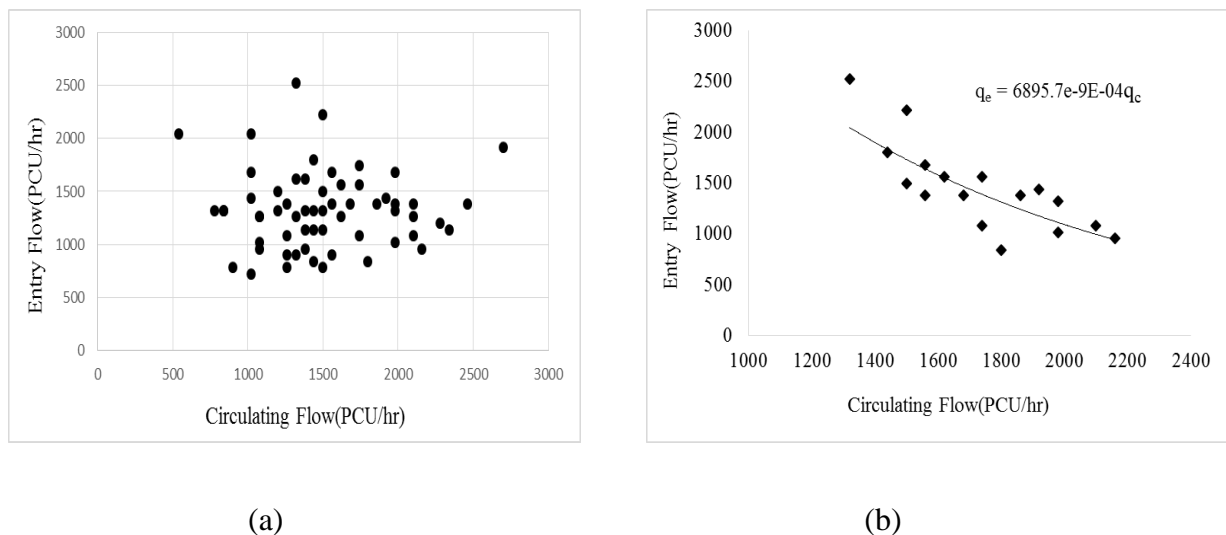 3000
2500
2000
1500
1000
500
0
0 500 1000 1500 2000 2500 3000
Entry Flow(PCU/hr)
Circulating Flow(PCU/hr)
(a)
3000
2500
2000
1500
1000
500
0
1000 1200 1400 1600 1800 2000 2200 2400
Entry Flow(PCU/hr)
Circulating Flow(PCU/hr)
qe = 6895.7e-9E-04qc
(b)